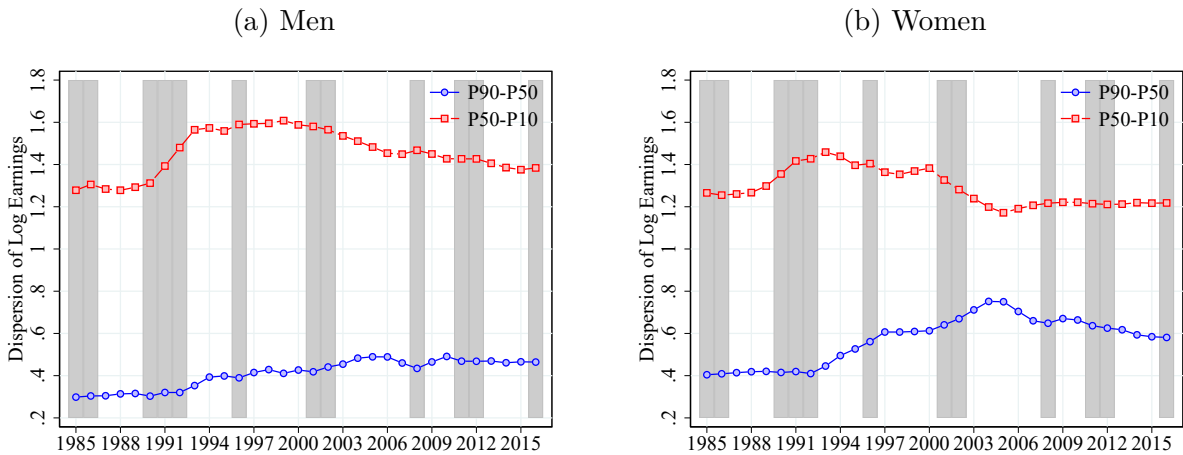 (a) Men
Dispersion of Log Earnings
1.8
1.6
1.4
1.2
1
.8
.6
.4
.2
P90-P50
P50-P10
1985 1988 1991 1994 1997 2000 2003 2006 2009 2012 2015
(b) Women
Dispersion of Log Earnings
1.8
1.6
1.4
1.2
1
.8
.6
.4
.2
P90-P50
P50-P10
1985 1988 1991 1994 1997 2000 2003 2006 2009 2012 2015